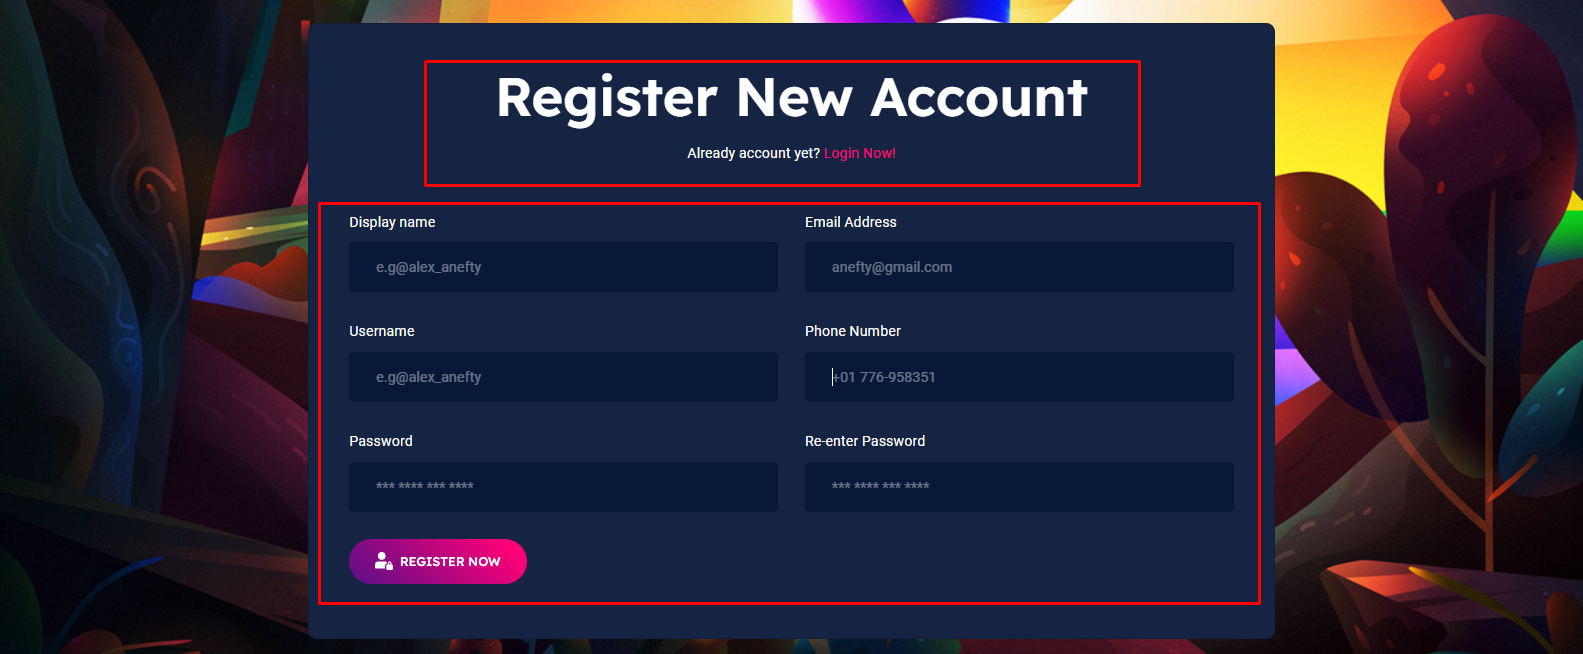 Register New Account
Already account yet? Login Now!
Display name
Email Address
e.g@alex_anefty
anefty@gmail.com
Username
Phone Number
e.g@alex_anefty
+01 776-958351
Password
Re-enter Password
*** **** *** ****
*** **** *** ****
REGISTER NOW